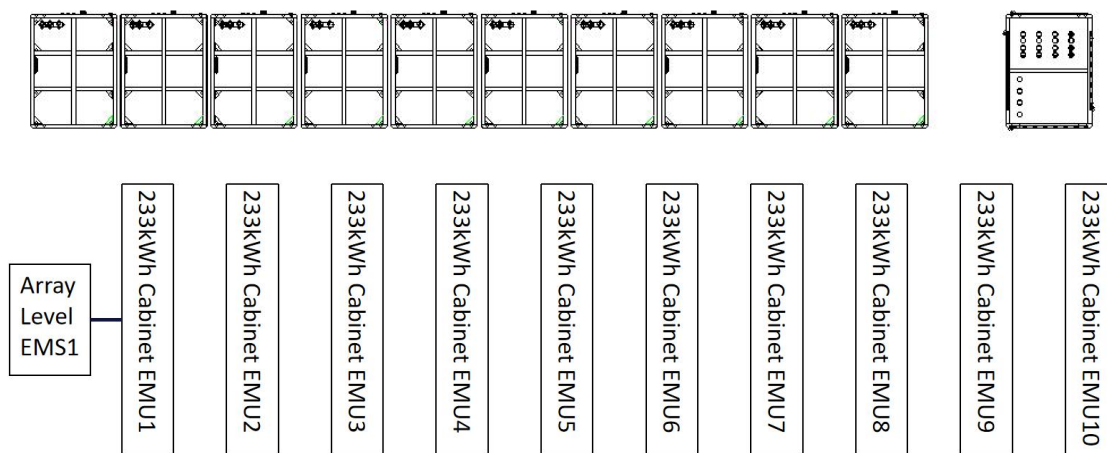 Array
Level
EMS1
233kWh Cabinet EMU1
233kWh Cabinet EMU2
233kWh Cabinet EMU3
233kWh Cabinet EMU4
233kWh Cabinet EMU5
233kWh Cabinet EMU6
233kWh Cabinet EMU7
233kWh Cabinet EMU8
233kWh Cabinet EMU9
233kWh Cabinet EMU10